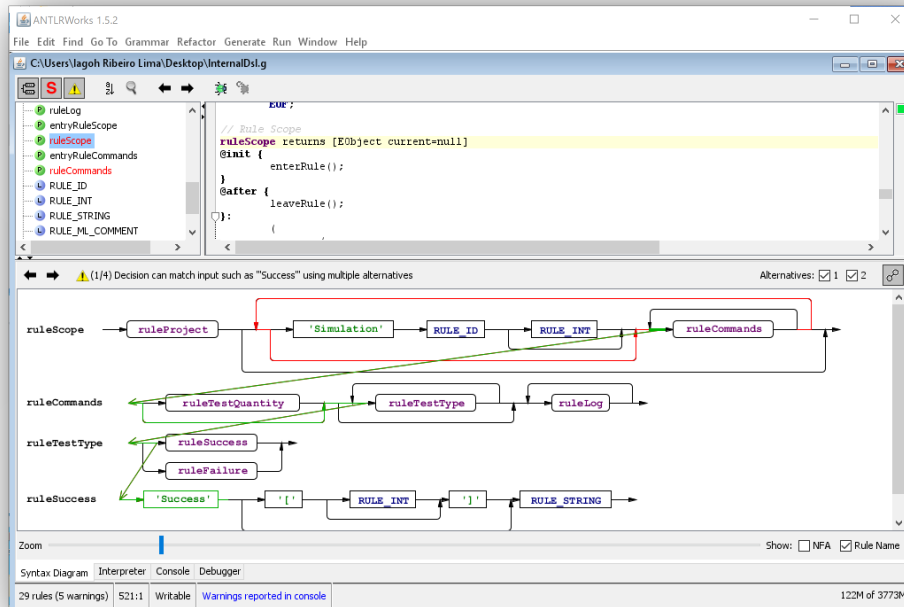 ANTLRWorks 1.5.2
File Edit Find Go To Grammar Refactor Generate Run Window Help
C:\Users\Iagoh Ribeiro Lima\Desktop\InternalDsl.g
ruleLog
entryRuleScope
ruleScope
entryRuleCommands
ruleCommands
RULE_ID
RULE_INT
RULE_STRING
RULE_ML_COMMENT
EOF;
// Rule Scope
ruleScope returns [EObject current=null]
@init {
enterRule();
}
@after {
leaveRule();
}:
(
(1/4) Decision can match input such as "'Success'" using multiple alternatives
Alternatives: 1 2
ruleScope ruleProject 'Simulation' RULE_ID RULE_INT ruleCommands
ruleCommands ruleTestQuantity ruleTestType ruleLog
ruleTestType ruleSuccess
ruleFailure
ruleSuccess 'Success' '[' RULE_INT ']' RULE_STRING
Zoom Show: NFA Rule Name
Syntax Diagram Interpreter Console Debugger
29 rules (5 warnings) 521:1 Writable Warnings reported in console 122M of 3773M